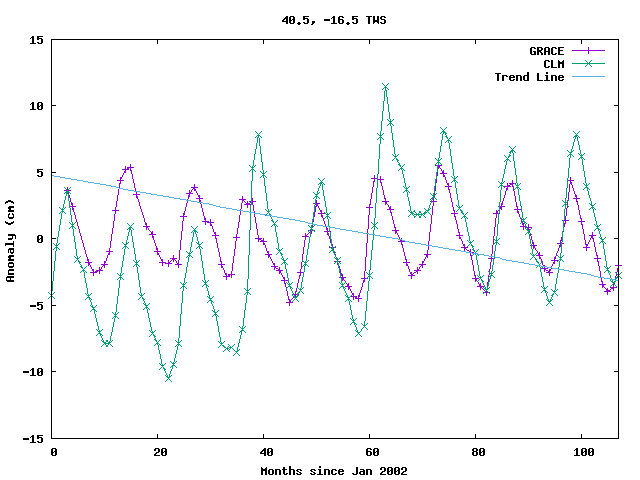 40.5, -16.5 TWS
GRACE
CLM
Trend Line
15
10
5
0
-5
-10
-15
Anomaly (cm)
0 20 40 60 80 100
Months since Jan 2002